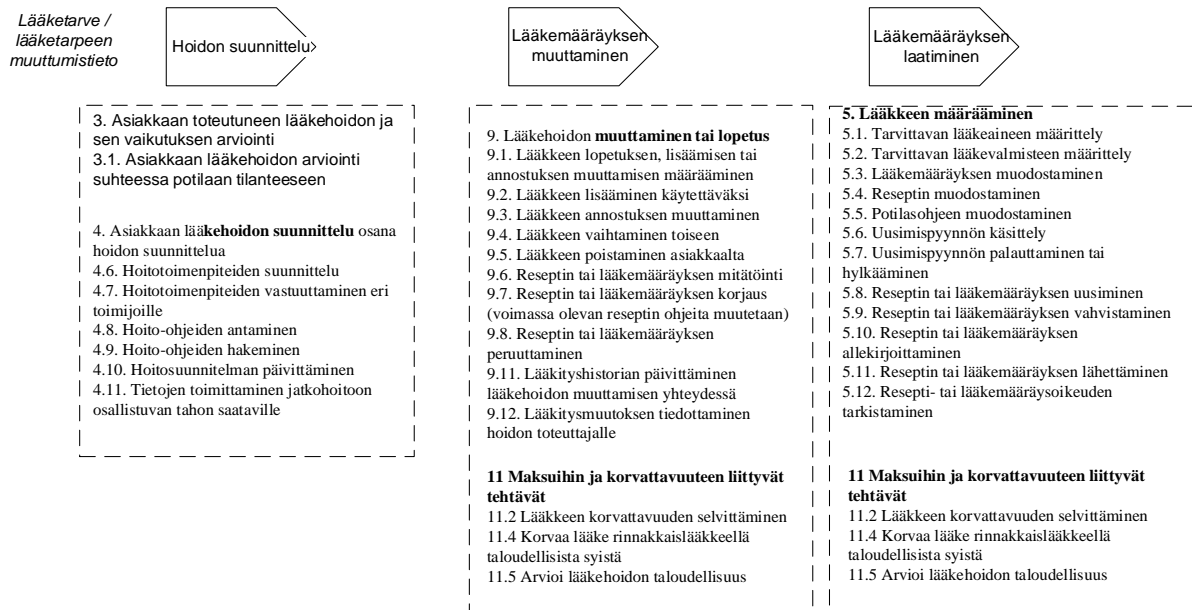 Lääketarve /
lääketarpeen
muuttumistieto
Hoidon suunnittelu
Lääkemääräyksen
muuttaminen
Lääkemääräyksen
laatiminen
3. Asiakkaan toteutuneen lääkehoidon ja
sen vaikutuksen arviointi
3.1. Asiakkaan lääkehoidon arviointi
suhteessa potilaan tilanteeseen
4. Asiakkaan lääkehoidon suunnittelu osana
hoidon suunnittelua
4.6. Hoitotoimenpiteiden suunnittelu
4.7. Hoitotoimenpiteiden vastuuttaminen eri
toimijoille
4.8. Hoito-ohjeiden antaminen
4.9. Hoito-ohjeiden hakeminen
4.10. Hoitosuunnitelman päivittäminen
4.11. Tietojen toimittaminen jatkohoitoon
osallistuvan tahon saataville
9. Lääkehoidon muuttaminen tai lopetus
9.1. Lääkkeen lopetuksen, lisäämisen tai
annostuksen muuttamisen määrääminen
9.2. Lääkkeen lisääminen käytettäväksi
9.3. Lääkkeen annostuksen muuttaminen
9.4. Lääkkeen vaihtaminen toiseen
9.5. Lääkkeen poistaminen asiakkaalta
9.6. Reseptin tai lääkemääräyksen mitätöinti
9.7. Reseptin tai lääkemääräyksen korjaus
(voimassa olevan reseptin ohjeita muutetaan)
9.8. Reseptin tai lääkemääräyksen
peruuttaminen
9.11. Lääkityshistorian päivittäminen
lääkehoidon muuttamisen yhteydessä
9.12. Lääkitysmuutoksen tiedottaminen
hoidon toteuttajalle
11 Maksuihin ja korvattavuuteen liittyvät
tehtävät
11.2 Lääkkeen korvattavuuden selvittäminen
11.4 Korvaa lääke rinnakkaislääkkeellä
taloudellisista syistä
11.5 Arvioi lääkehoidon taloudellisuus
5. Lääkkeen määrääminen
5.1. Tarvittavan lääkeaineen määrittely
5.2. Tarvittavan lääkevalmisteen määrittely
5.3. Lääkemääräyksen muodostaminen
5.4. Reseptin muodostaminen
5.5. Potilasohjeen muodostaminen
5.6. Uusimispyynnön käsittely
5.7. Uusimispyynnön palauttaminen tai
hylkääminen
5.8. Reseptin tai lääkemääräyksen uusiminen
5.9. Reseptin tai lääkemääräyksen vahvistaminen
5.10. Reseptin tai lääkemääräyksen
allekirjoittaminen
5.11. Reseptin tai lääkemääräyksen lähettäminen
5.12. Resepti- tai lääkemääräysoikeuden
tarkistaminen
11 Maksuihin ja korvattavuuteen liittyvät
tehtävät
11.2 Lääkkeen korvattavuuden selvittäminen
11.4 Korvaa lääke rinnakkaislääkkeellä
taloudellisista syistä
11.5 Arvioi lääkehoidon taloudellisuus